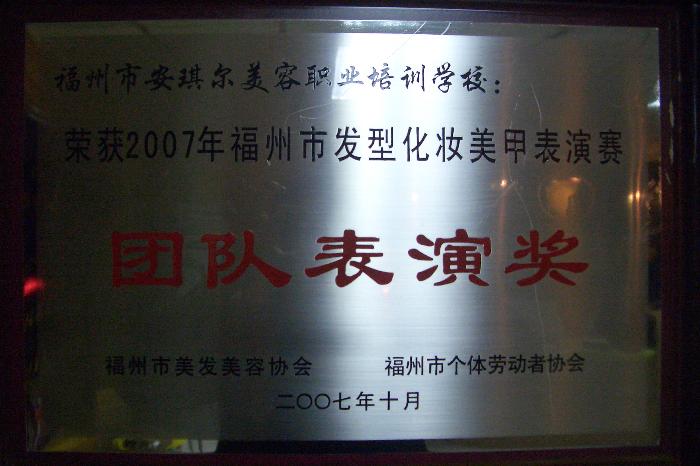 福州市安琪尔美容职业培训学校：
荣获2007年福州市发型化妆美甲表演赛
团队表演奖
福州市美发美容协会 福州市个体劳动者协会
二〇〇七年十月